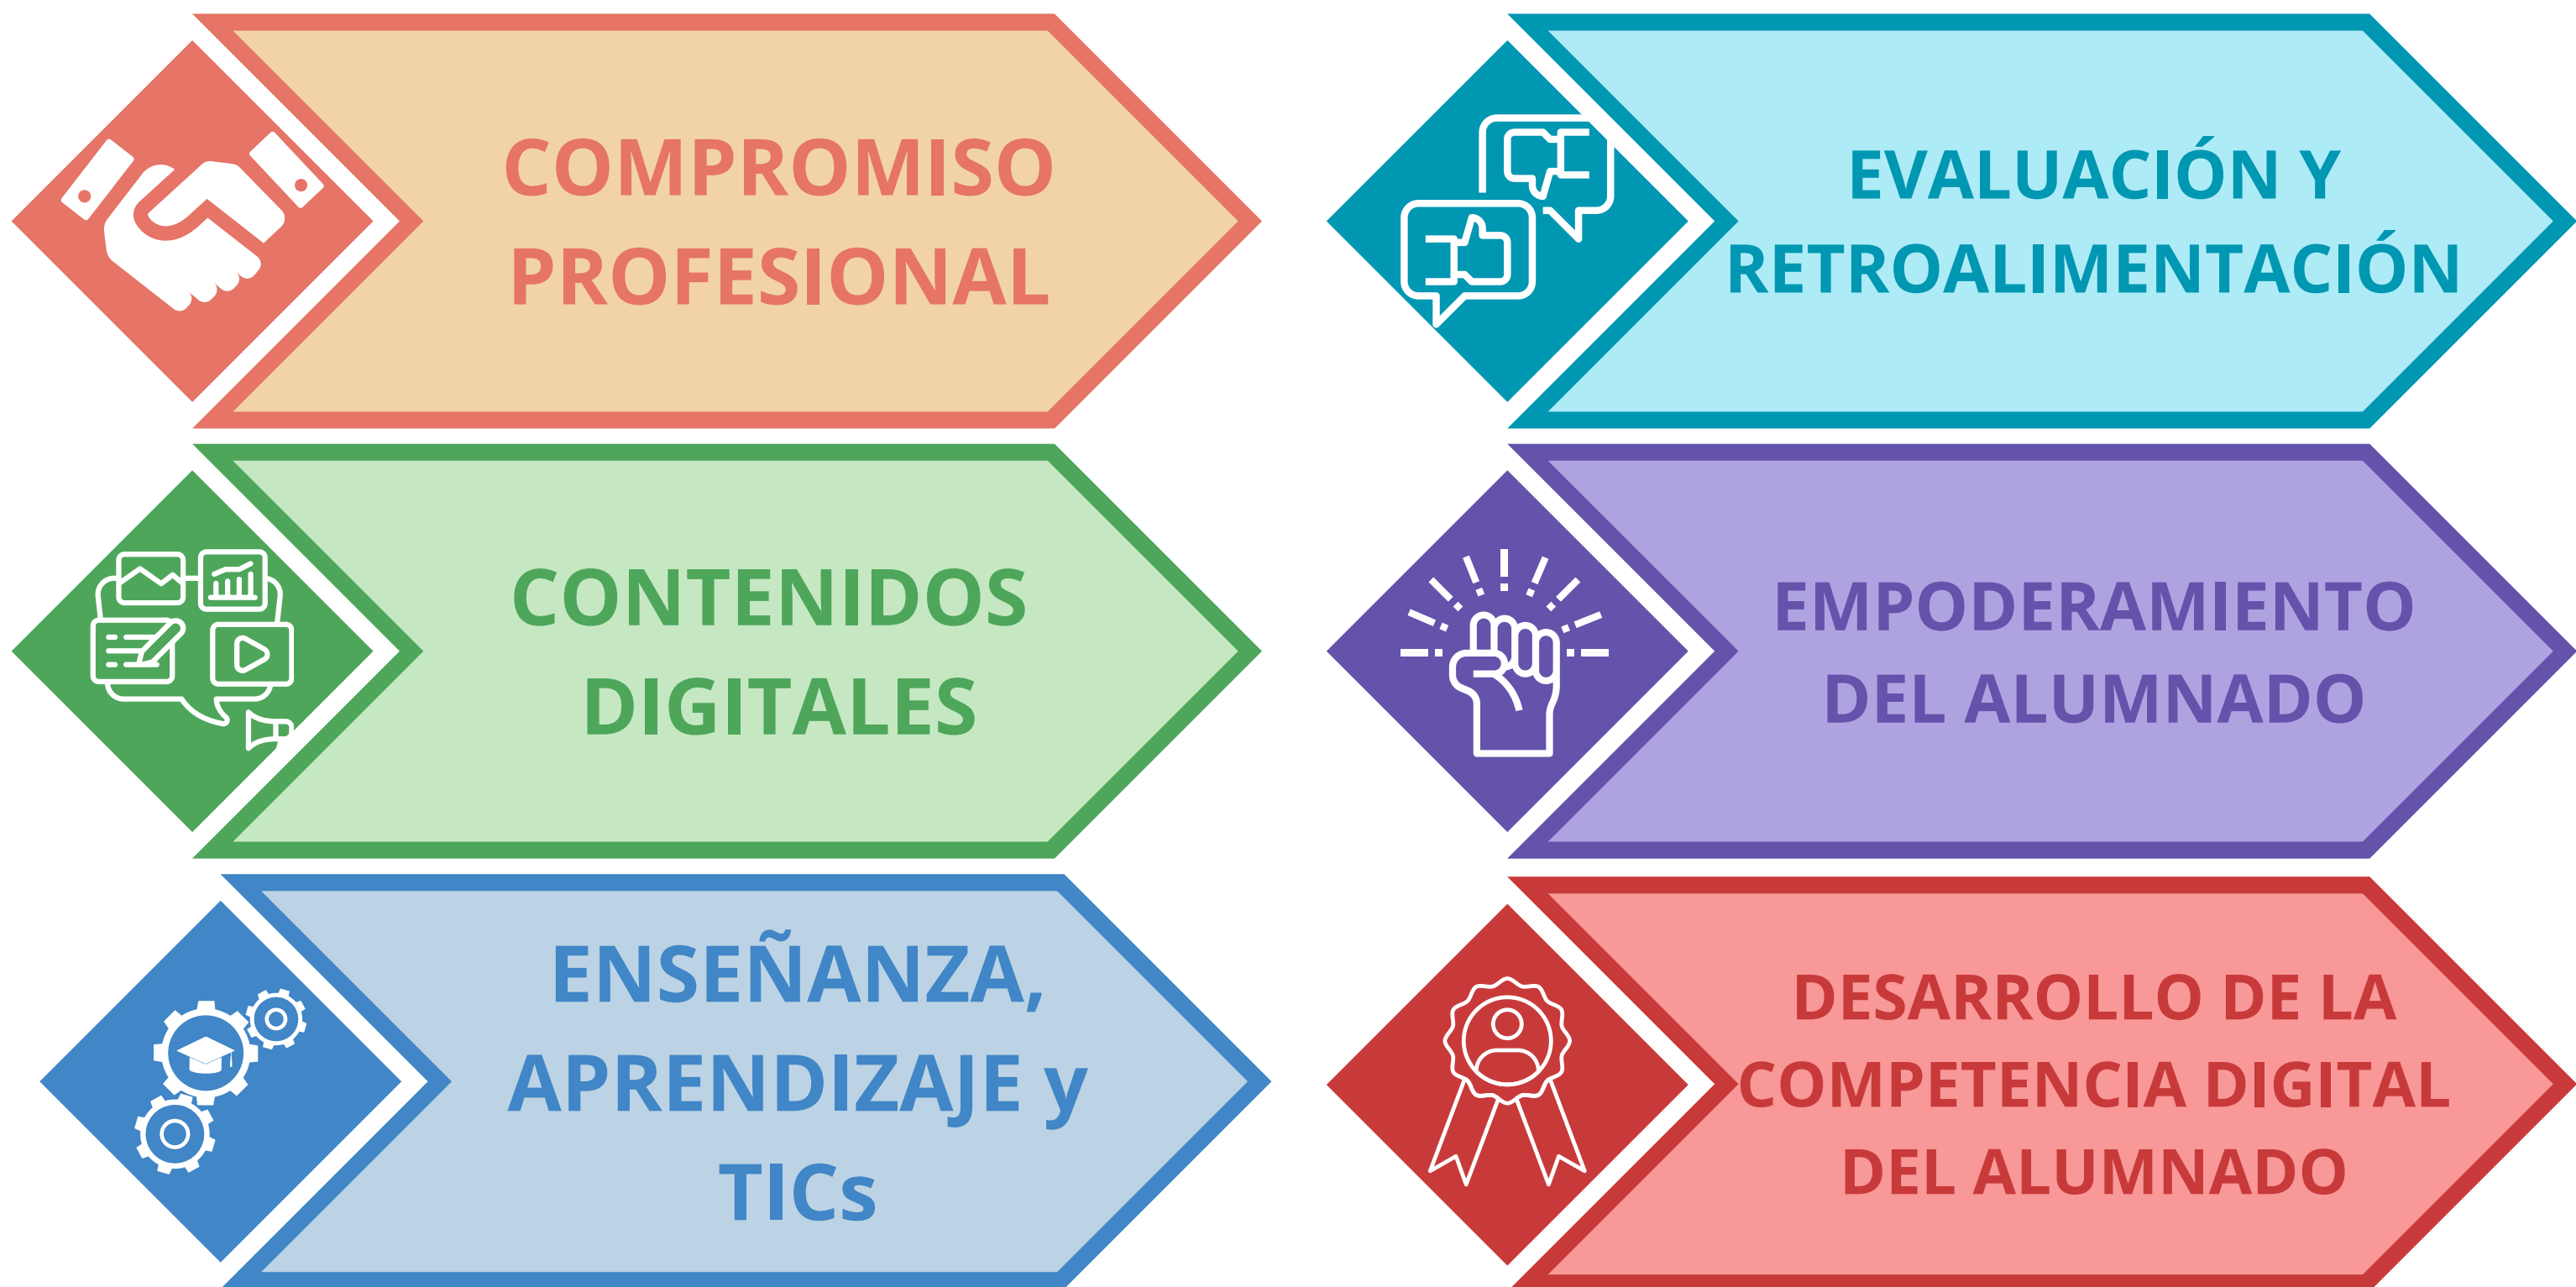 COMPROMISO
PROFESIONAL
CONTENIDOS
DIGITALES
ENSEÑANZA,
APRENDIZAJE y
TICs
EVALUACIÓN Y
RETROALIMENTACIÓN
EMPODERAMIENTO
DEL ALUMNADO
DESARROLLO DE LA
COMPETENCIA DIGITAL
DEL ALUMNADO